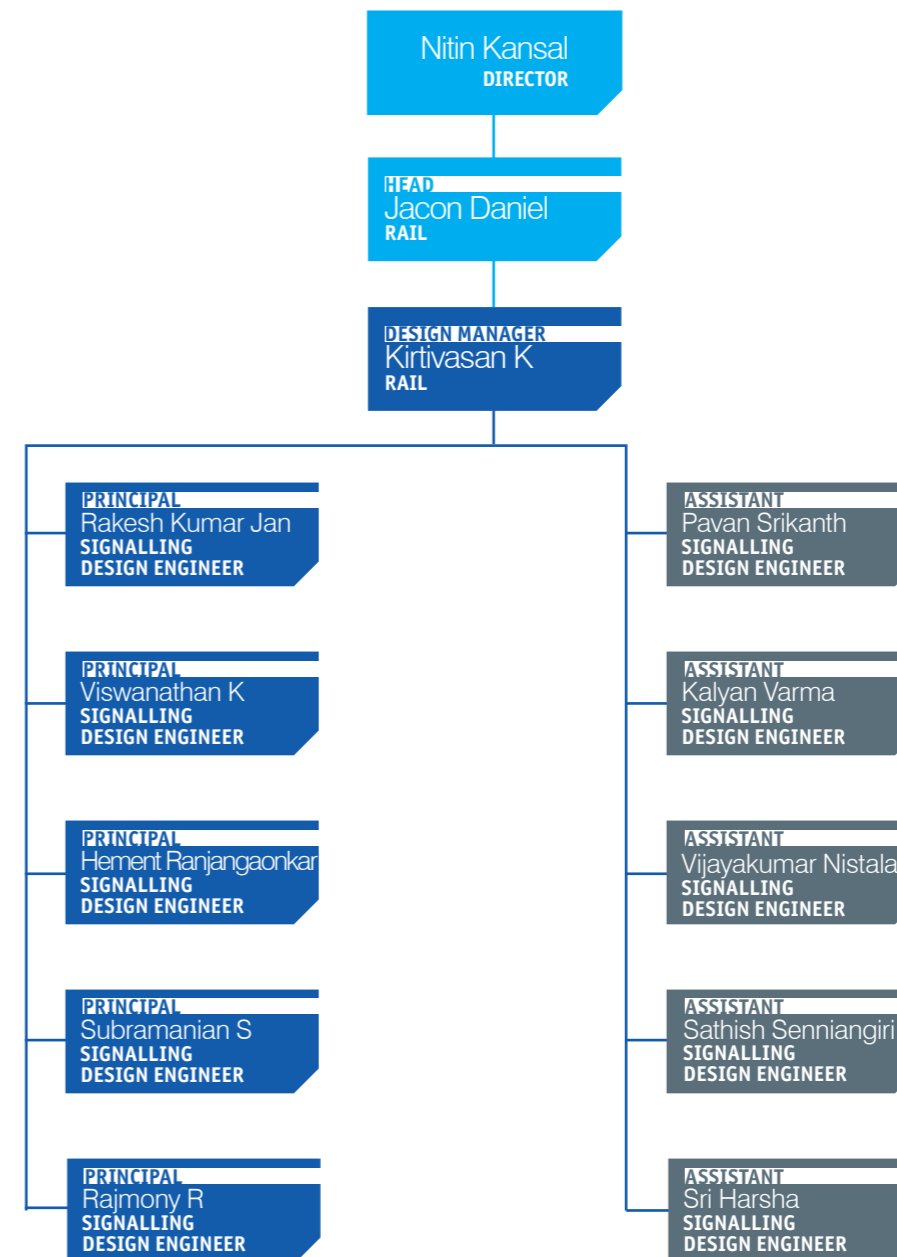 Nitin Kansal
DIRECTOR
HEAD
Jacon Daniel
RAIL
DESIGN MANAGER
Kirtivasan K
RAIL
PRINCIPAL
Rakesh Kumar Jan
SIGNALLING
DESIGN ENGINEER
PRINCIPAL
Viswanathan K
SIGNALLING
DESIGN ENGINEER
PRINCIPAL
Hement Ranjangaonkar
SIGNALLING
DESIGN ENGINEER
PRINCIPAL
Subramanian S
SIGNALLING
DESIGN ENGINEER
PRINCIPAL
Rajmony R
SIGNALLING
DESIGN ENGINEER
ASSISTANT
Pavan Srikanth
SIGNALLING
DESIGN ENGINEER
ASSISTANT
Kalyan Varma
SIGNALLING
DESIGN ENGINEER
ASSISTANT
Vijayakumar Nistala
SIGNALLING
DESIGN ENGINEER
ASSISTANT
Sathish Senniangiri
SIGNALLING
DESIGN ENGINEER
ASSISTANT
Sri Harsha
SIGNALLING
DESIGN ENGINEER